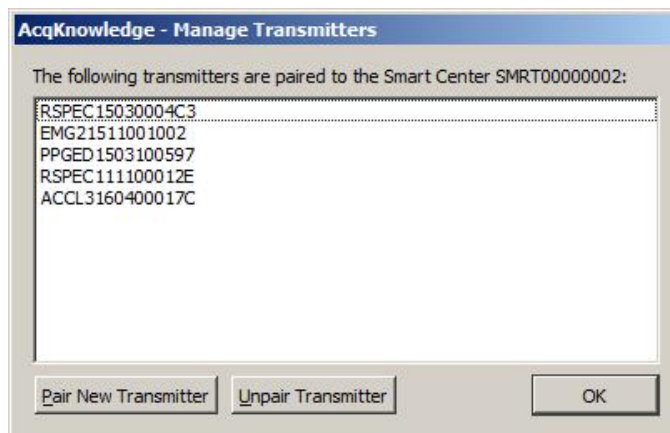 AcqKnowledge - Manage Transmitters
The following transmitters are paired to the Smart Center SMRT00000002:
RSPEC15030004C3
EMG21511001002
PPGED1503100597
RSPEC111100012E
ACCL3160400017C
Pair New Transmitter Unpair Transmitter OK